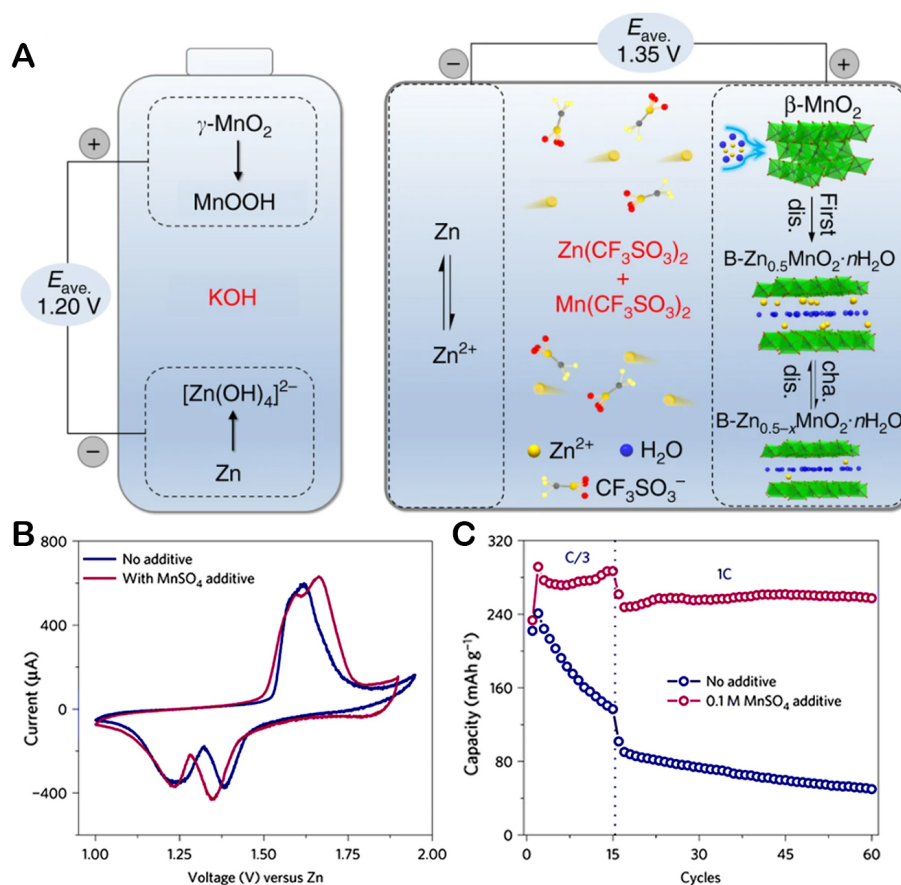 A
E ave.
1.20 V
+
−
γ-MnO2
MnOOH
KOH
[Zn(OH)4]2−
Zn
E ave.
1.35 V
−
+
Zn
Zn2+
Zn(CF3SO3)2
+
Mn(CF3SO3)2
Zn2+
H2O
CF3SO3−
β-MnO2
First
dis.
B-Zn0.5MnO2·nH2O
cha.
dis.
B-Zn0.5−xMnO2·nH2O
B
No additive
With MnSO4 additive
Current (μA)
800
400
0
−400
1.00
1.25
1.50
1.75
2.00
Voltage (V) versus Zn
C
C/3
1C
No additive
0.1 M MnSO4 additive
Capacity (mAh g−1)
320
240
160
80
0
0
15
30
45
60
Cycles